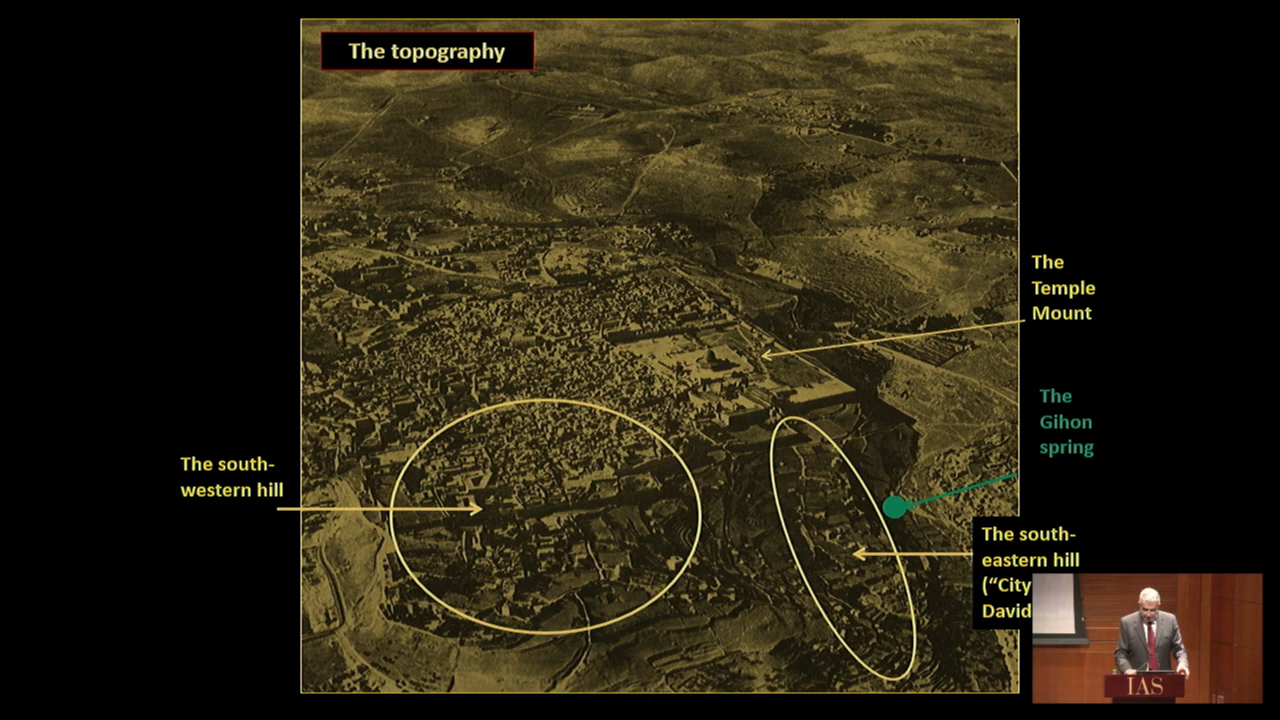 The topography
The
Temple
Mount
The
Gihon
spring
The south-
western hill
The south-
eastern hill
(“City
David
IAS